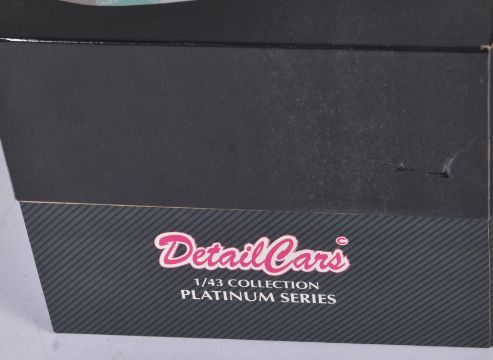 DetailCars ©
1/43 COLLECTION
PLATINUM SERIES